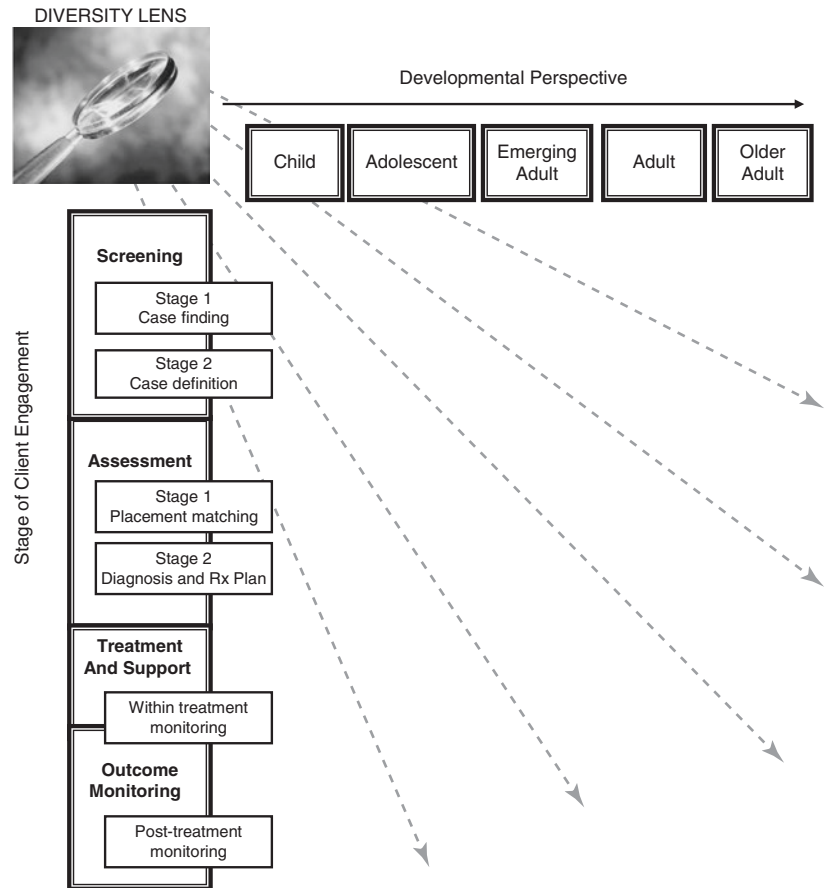 DIVERSITY LENS
Developmental Perspective
Child
Adolescent
Emerging
Adult
Adult
Older
Adult
Stage of Client Engagement
Screening
Stage 1
Case finding
Stage 2
Case definition
Assessment
Stage 1
Placement matching
Stage 2
Diagnosis and Rx Plan
Treatment
And Support
Within treatment
monitoring
Outcome
Monitoring
Post-treatment
monitoring